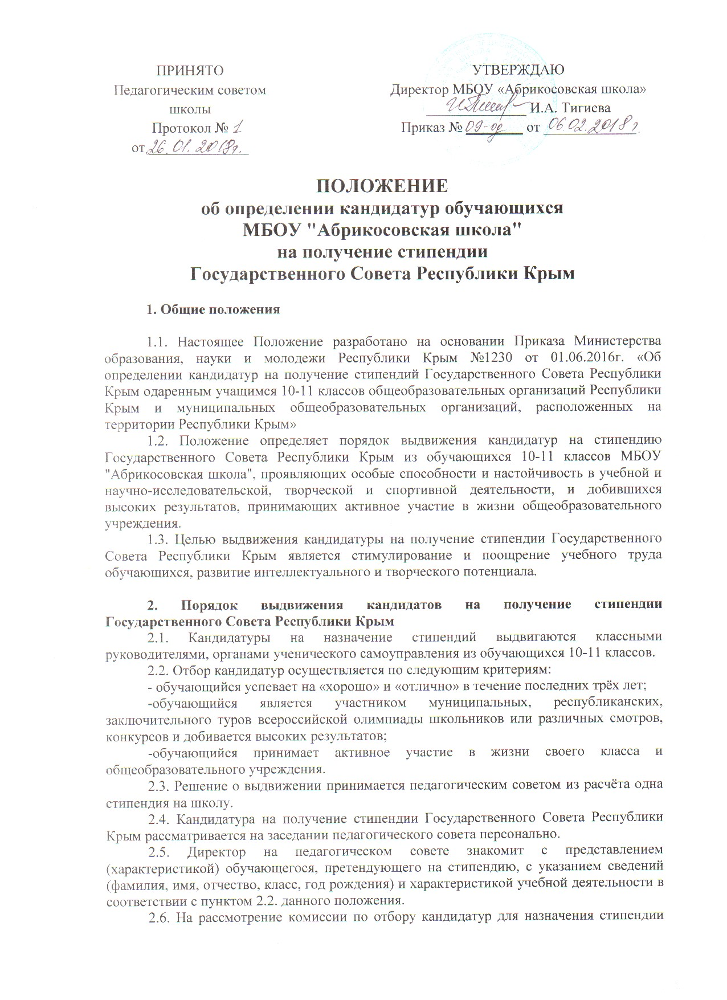 ПРИНЯТО
Педагогическим советом
школы
Протокол № 1
от 26.01.2018г.
УТВЕРЖДАЮ
Директор МБОУ «Абрикосовская школа»
И.А. Тигиева
Приказ № 09-од от 06.02.2018г.
ПОЛОЖЕНИЕ
об определении кандидатур обучающихся
МБОУ "Абрикосовская школа"
на получение стипендии
Государственного Совета Республики Крым
1. Общие положения
1.1. Настоящее Положение разработано на основании Приказа Министерства
образования, науки и молодежи Республики Крым №1230 от 01.06.2016г. «Об
определении кандидатур на получение стипендий Государственного Совета Республики
Крым одаренным учащимся 10-11 классов общеобразовательных организаций Республики
Крым и муниципальных общеобразовательных организаций, расположенных на
территории Республики Крым»
1.2. Положение определяет порядок выдвижения кандидатур на стипендию
Государственного Совета Республики Крым из обучающихся 10-11 классов МБОУ
"Абрикосовская школа", проявляющих особые способности и настойчивость в учебной и
научно-исследовательской, творческой и спортивной деятельности, и добившихся
высоких результатов, принимающих активное участие в жизни общеобразовательного
учреждения.
1.3. Целью выдвижения кандидатуры на получение стипендии Государственного
Совета Республики Крым является стимулирование и поощрение учебного труда
обучающихся, развитие интеллектуального и творческого потенциала.
2. Порядок выдвижения кандидатов на получение стипендии
Государственного Совета Республики Крым
2.1. Кандидатуры на назначение стипендий выдвигаются классными
руководителями, органами ученического самоуправления из обучающихся 10-11 классов.
2.2. Отбор кандидатур осуществляется по следующим критериям:
- обучающийся успевает на «хорошо» и «отлично» в течение последних трёх лет;
-обучающийся является участником муниципальных, республиканских,
заключительного туров всероссийской олимпиады школьников или различных смотров,
конкурсов и добивается высоких результатов;
-обучающийся принимает активное участие в жизни своего класса и
общеобразовательного учреждения.
2.3. Решение о выдвижении принимается педагогическим советом из расчёта одна
стипендия на школу.
2.4. Кандидатура на получение стипендии Государственного Совета Республики
Крым рассматривается на заседании педагогического совета персонально.
2.5. Директор на педагогическом совете знакомит с представлением
(характеристикой) обучающегося, претендующего на стипендию, с указанием сведений
(фамилия, имя, отчество, класс, год рождения) и характеристикой учебной деятельности в
соответствии с пунктом 2.2. данного положения.
2.6. На рассмотрение комиссии по отбору кандидатур для назначения стипендии